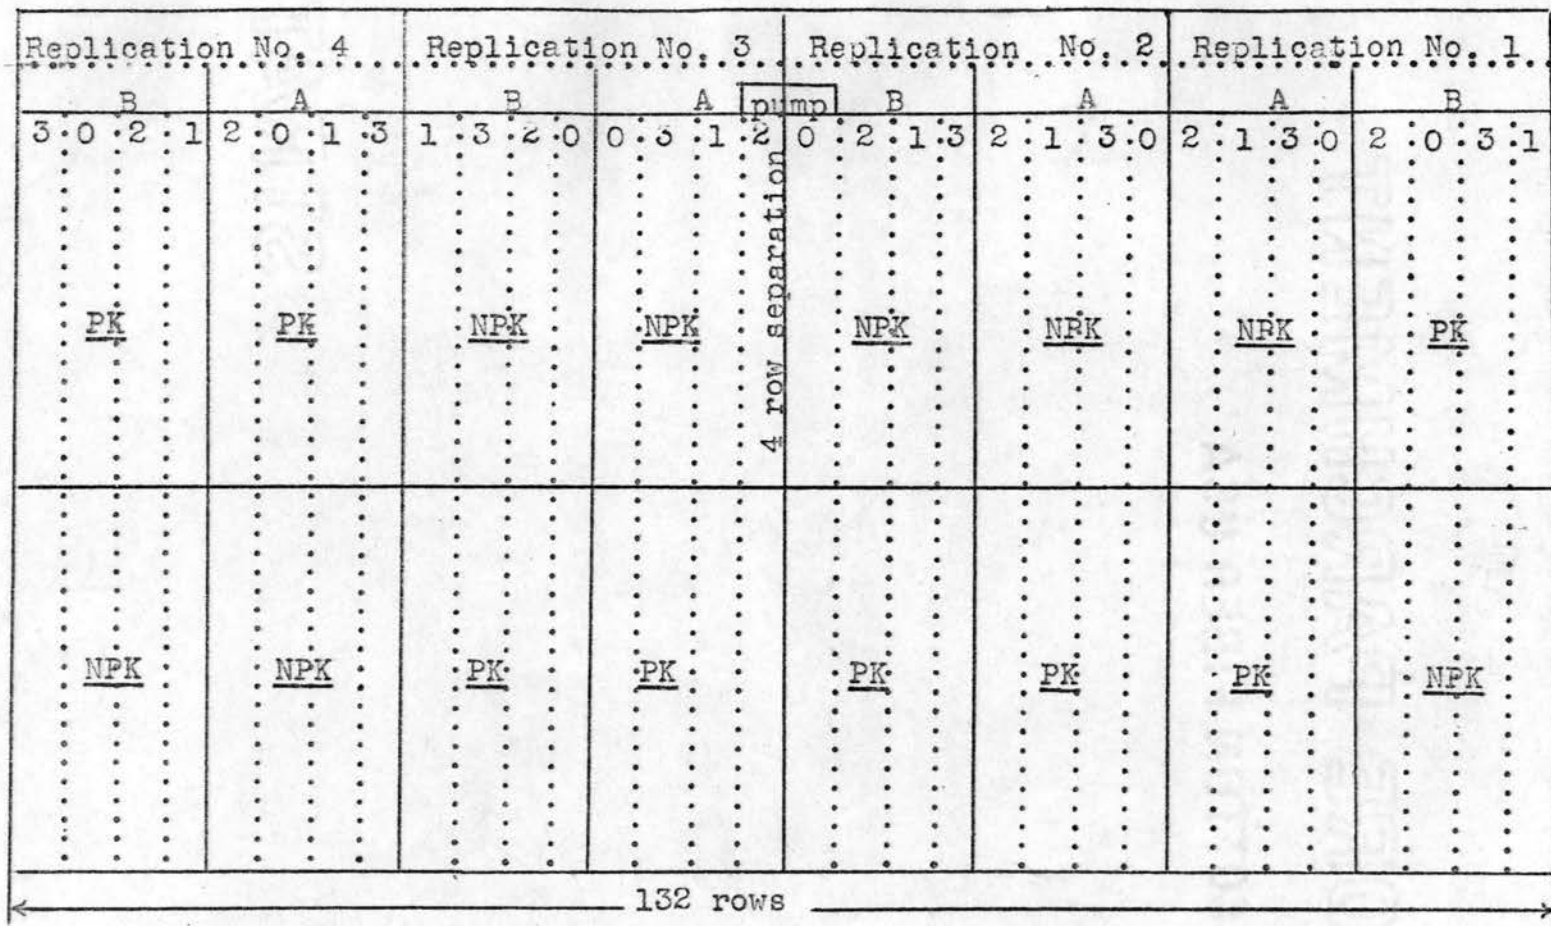 Replication No. 4 Replication No. 3 Replication No. 2 Replication No. 1
B A B A pump B A A B
3 0 2 1 2 0 1 3 1 3 2 0 0 3 1 2 0 2 1 3 2 1 3 0 2 1 3 0 2 0 3 1
4 row separation
PK PK NPK NPK NPK NPK NPK PK
NPK NPK PK PK PK PK PK NPK
132 rows